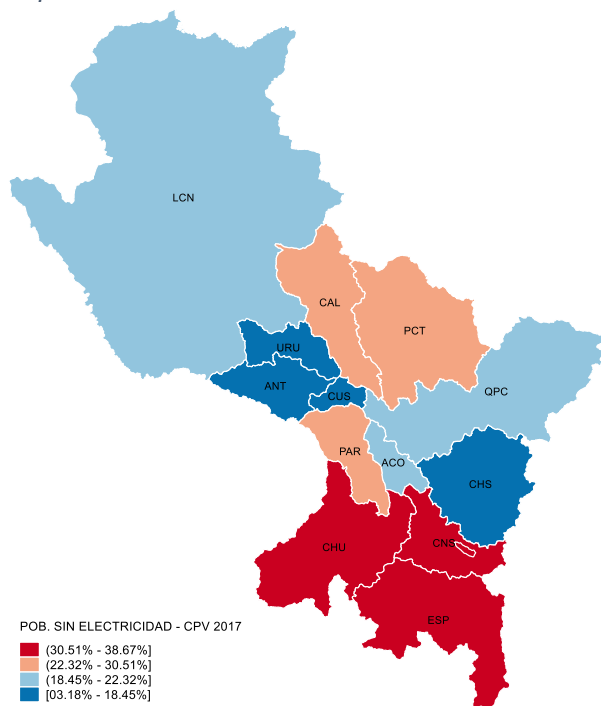 LCN
CAL
PCT
URU
ANT
CUS
QPC
PAR
ACO
CHS
CHU
CNS
ESP
POB. SIN ELECTRICIDAD - CPV 2017
(30.51% - 38.67%]
(22.32% - 30.51%]
(18.45% - 22.32%]
[03.18% - 18.45%]